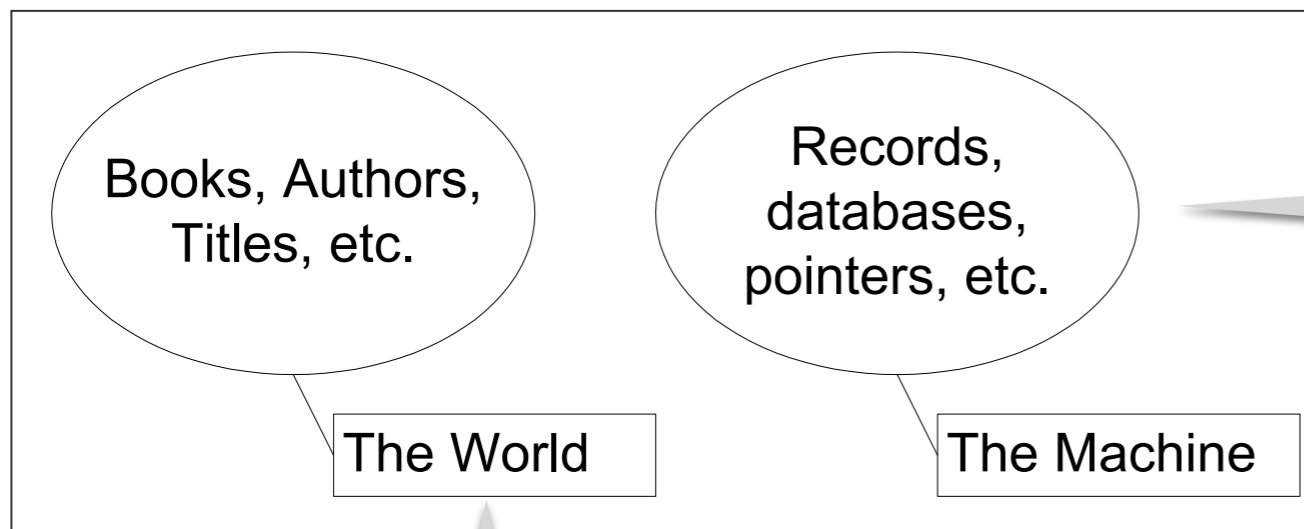 Books, Authors,
Titles, etc.
The World
Records,
databases,
pointers, etc.
The Machine